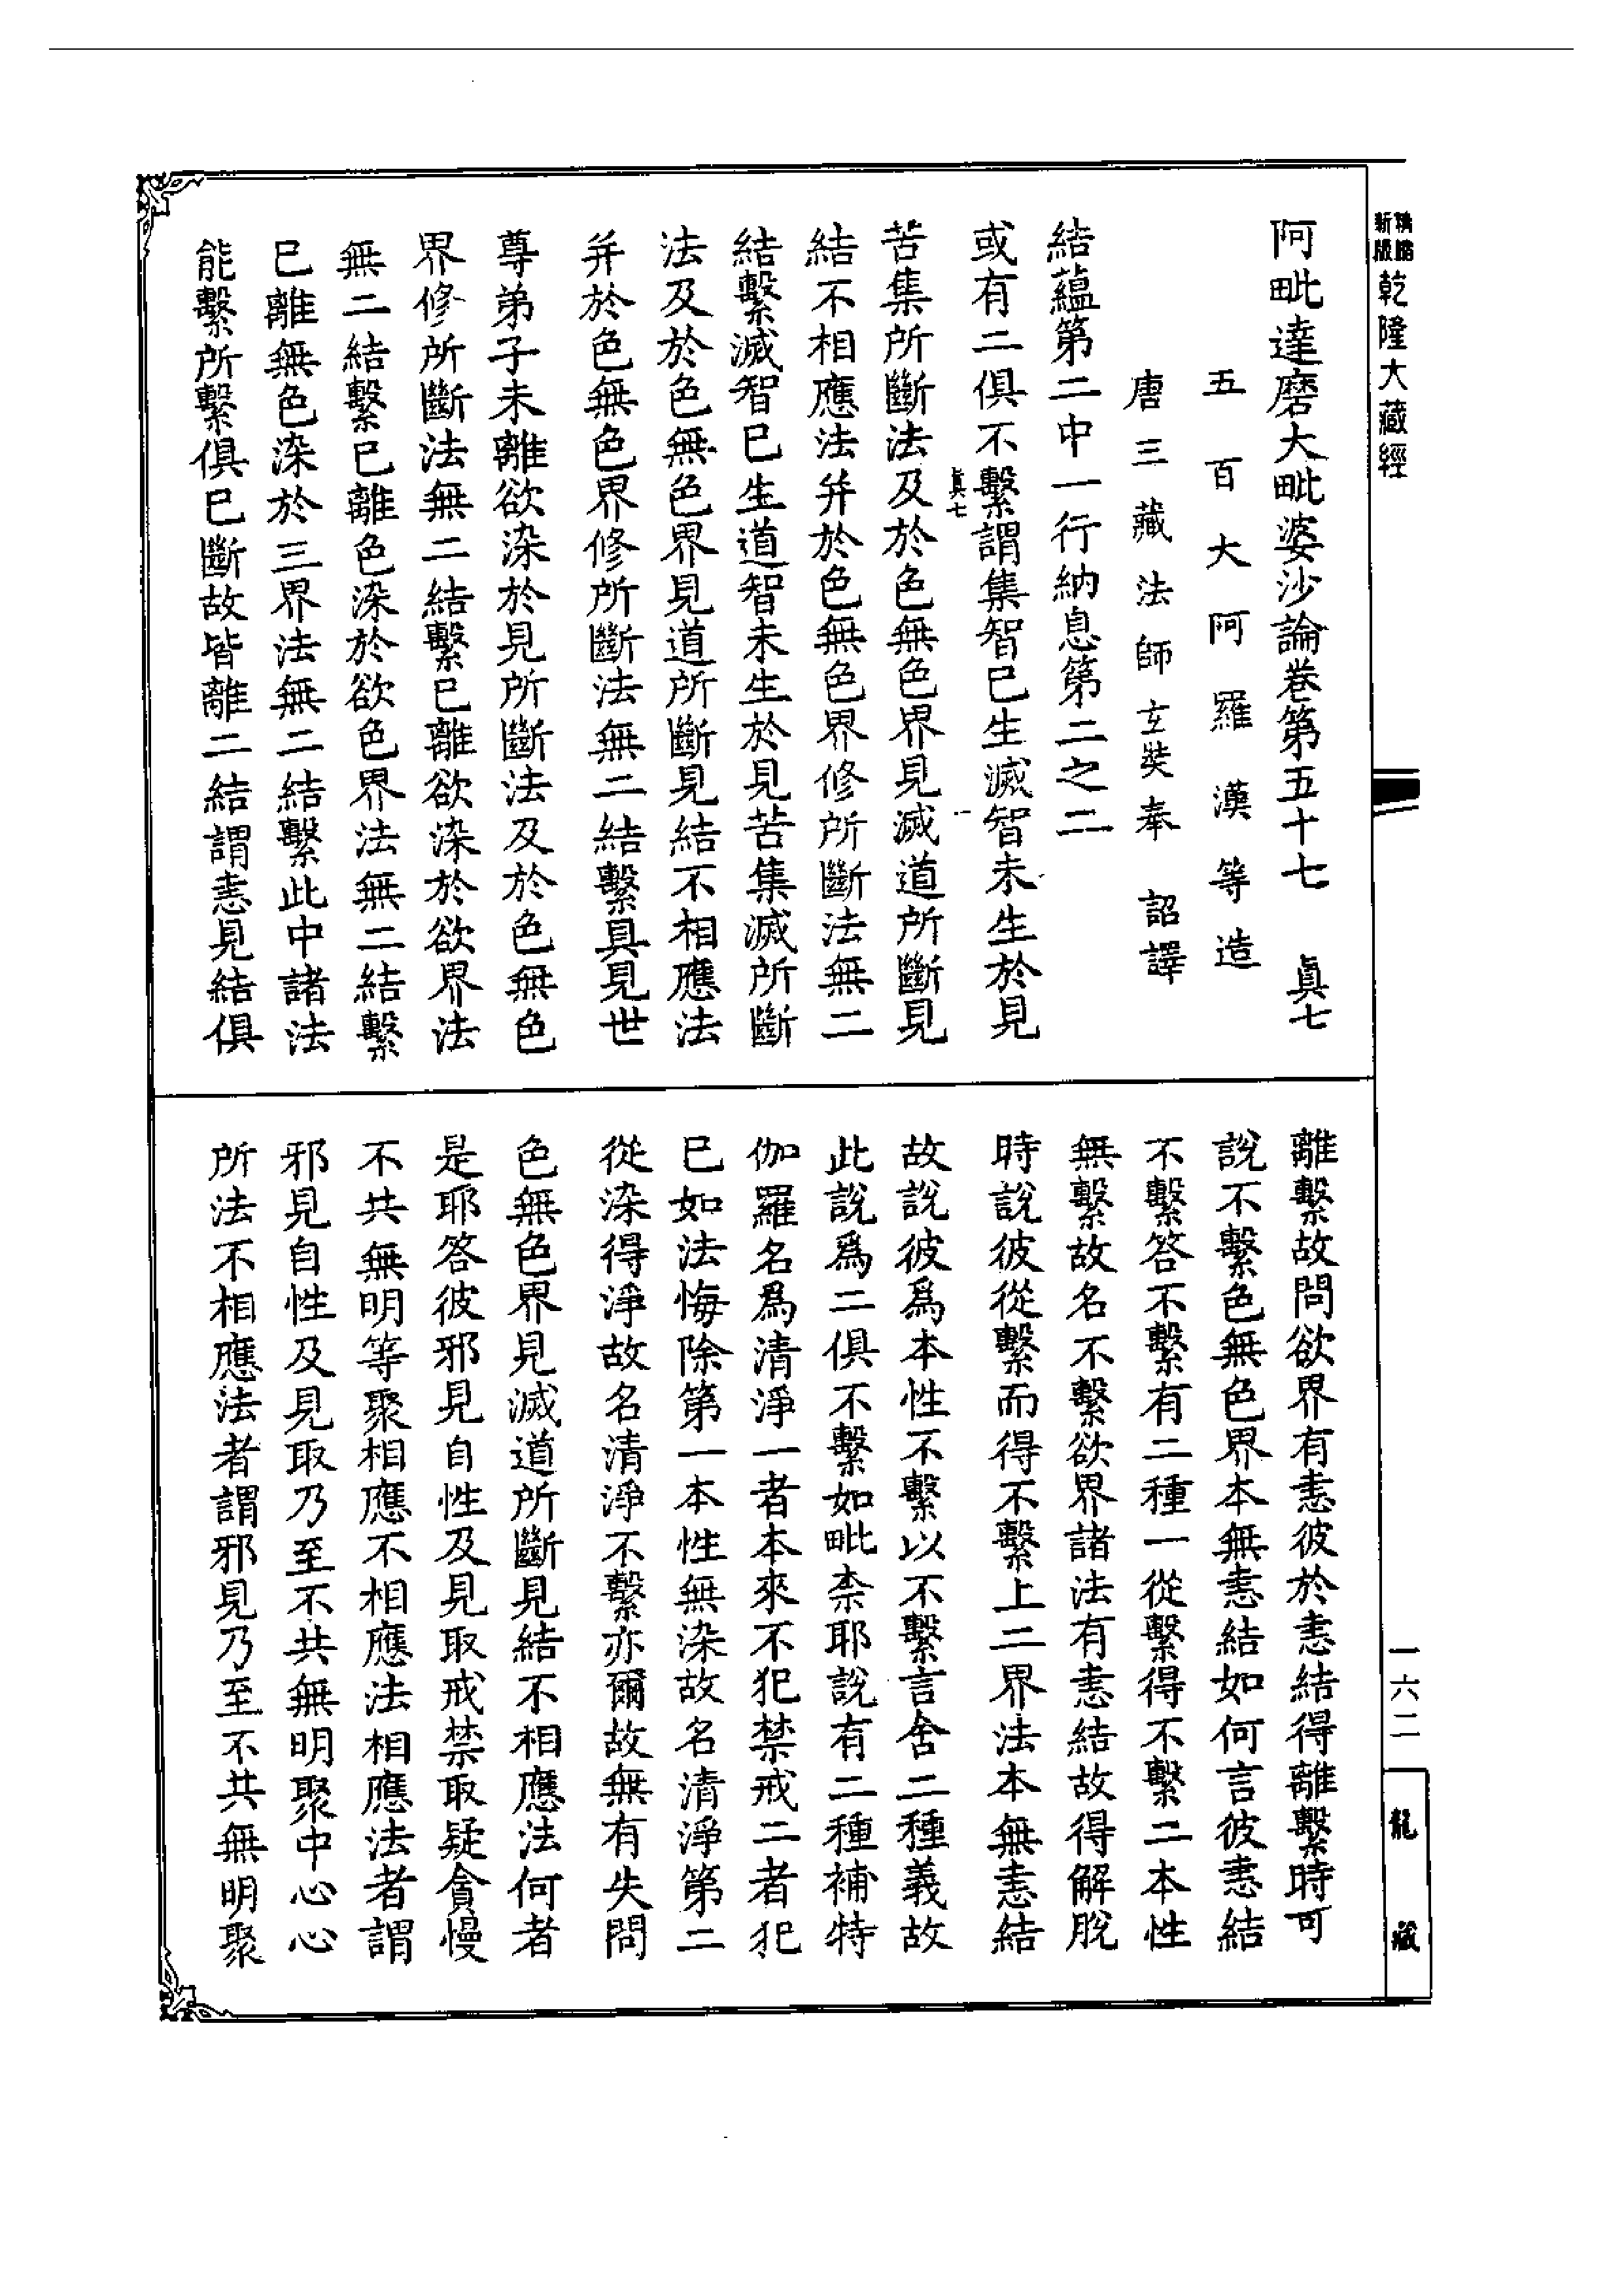 新版
精縮
乾隆大藏經
阿毗達磨大毗婆沙論卷第五十七　眞七
五百大阿羅漢等造
唐三藏法師玄奘奉　詔譯
結蘊第二中一行納息第二之二
或有二俱不繫謂集智已生滅智未生於見
眞七
苦集所斷法及於色無色界見滅道所斷見
結不相應法并於色無色界修所斷法無二
結繫滅智已生道智未生於見苦集滅所斷
法及於色無色界見道所斷見結不相應法
并於色無色界修所斷法無二結繫具見世
尊弟子未離欲染於見所斷法及於色無色
界修所斷法無二結繫已離欲染於欲界法
無二結繫已離色染於欲色界法無二結繫
已離無色染於三界法無二結繫此中諸法
能繫所繫俱已斷故皆離二結謂恚見結俱
離繫故問欲界有恚彼於恚結得離繫時可
說不繫色無色界本無恚結如何言彼恚結
不繫答不繫有二種一從繫得不繫二本性
無繫故名不繫欲界諸法有恚結故得解脫
時說彼從繫而得不繫上二界法本無恚結
故說彼爲本性不繫以不繫言含二種義故
此說爲二俱不繫如毗柰耶說有二種補特
伽羅名爲清淨一者本來不犯禁戒二者犯
已如法悔除第一本性無染故名清淨第二
從染得淨故名清淨不繫亦爾故無有失問
色無色界見滅道所斷見結不相應法何者
是耶答彼邪見自性及見取戒禁取疑貪慢
不共無明等聚相應不相應法相應法者謂
邪見自性及見取乃至不共無明聚中心心
所法不相應法者謂邪見乃至不共無明聚
一六二
龍藏